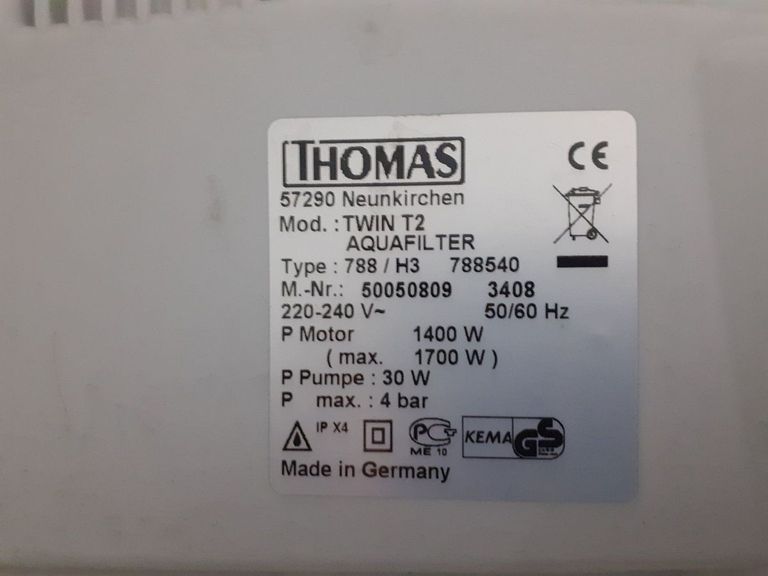 THOMAS
CE
57290 Neunkirchen
Mod. : TWIN T2
AQUAFILTER
Type : 788 / H3 788540
M.-Nr.: 50050809 3408
220-240 V~ 50/60 Hz
P Motor 1400 W
( max. 1700 W )
P Pumpe : 30 W
P max. : 4 bar
IP X4
РСТ
ME 10
KEMA
GS
Made in Germany